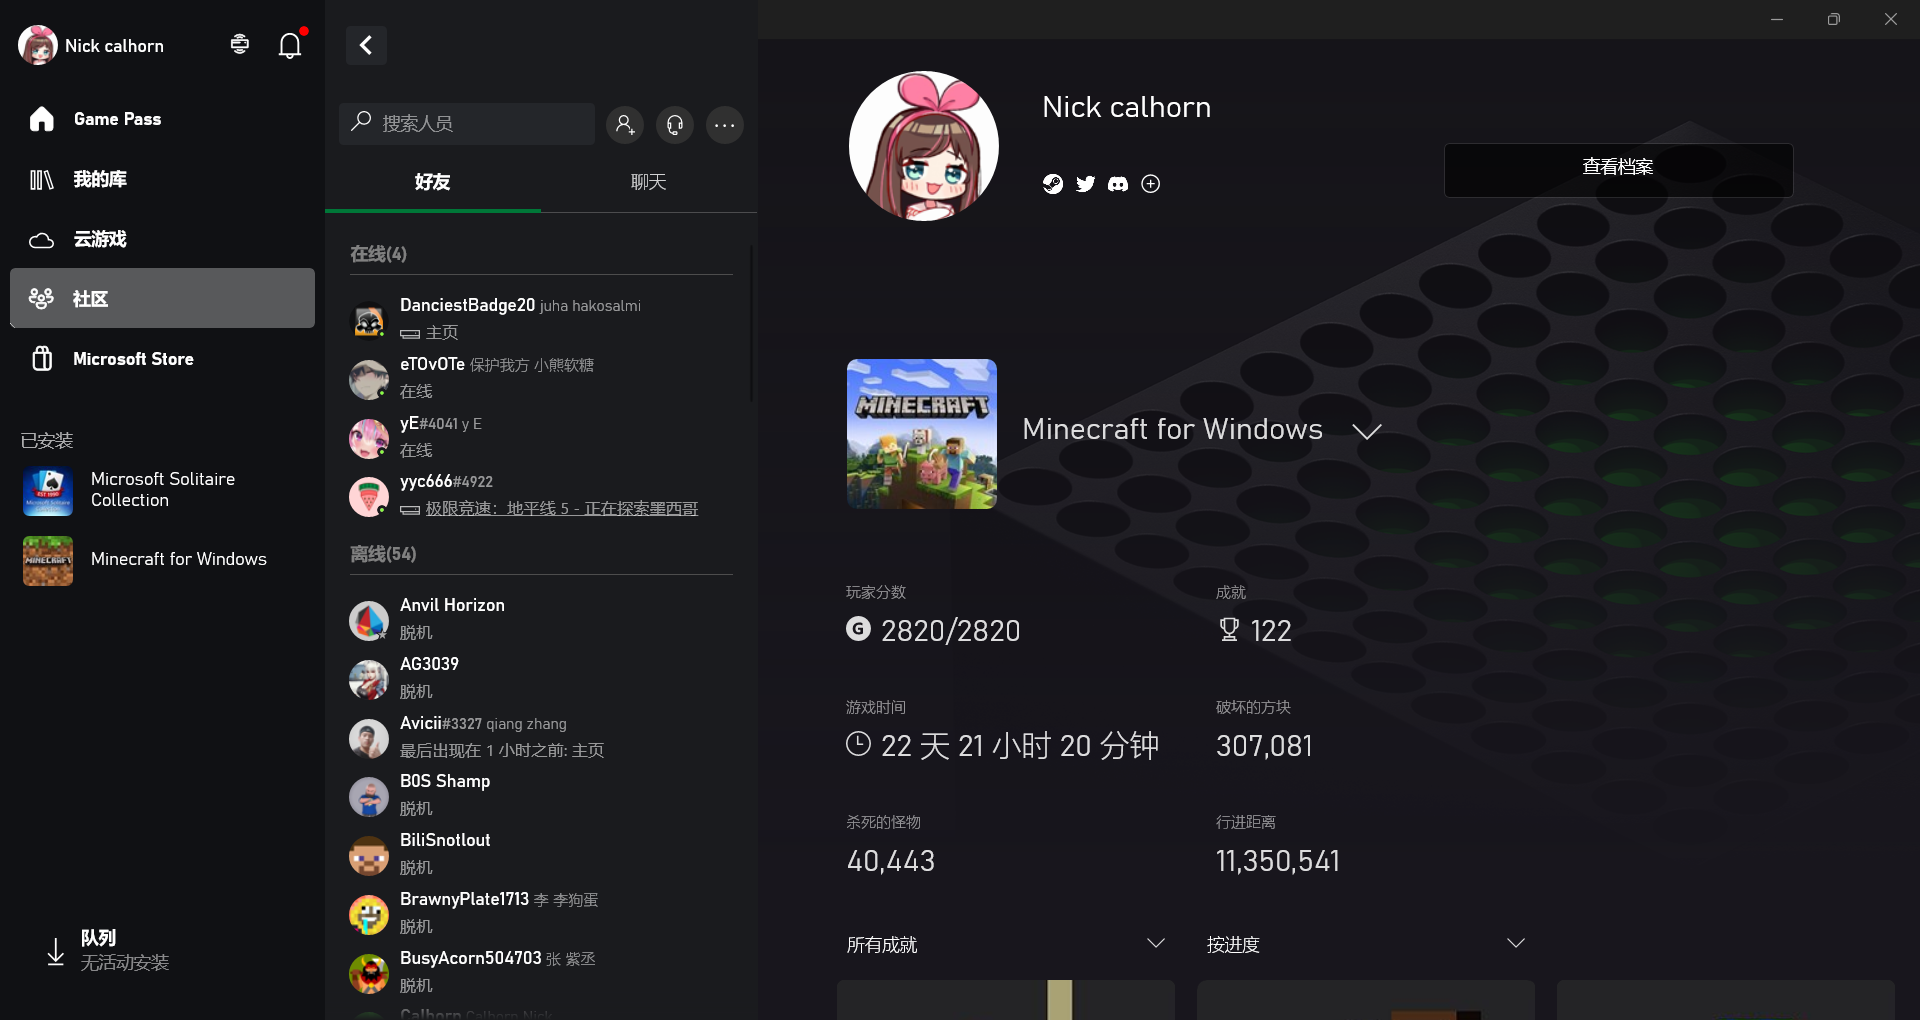 Nick calhorn
Game Pass
我的库
云游戏
社区
Microsoft Store
已安装
Microsoft Solitaire
Collection
Minecraft for Windows
队列
无活动安装
搜索人员
好友
聊天
在线(4)
DanciestBadge20 juha hakosalmi
主页
eTOvOTe 保护我方 小熊软糖
在线
yE#4041 y E
在线
yyc666#4922
极限竞速：地平线 5 - 正在探索墨西哥
离线(54)
Anvil Horizon
脱机
AG3039
脱机
Avicii#3327 qiang zhang
最后出现在 1 小时之前: 主页
B0S Shamp
脱机
BiliSnotlout
脱机
BrawnyPlate1713 李 李狗蛋
脱机
BusyAcorn504703 张 紫丞
脱机
Calhorn Calhorn Nick
Nick calhorn
查看档案
MINECRAFT
Minecraft for Windows
玩家分数
G 2820/2820
成就
122
游戏时间
22 天 21 小时 20 分钟
破坏的方块
307,081
杀死的怪物
40,443
行进距离
11,350,541
所有成就
按进度